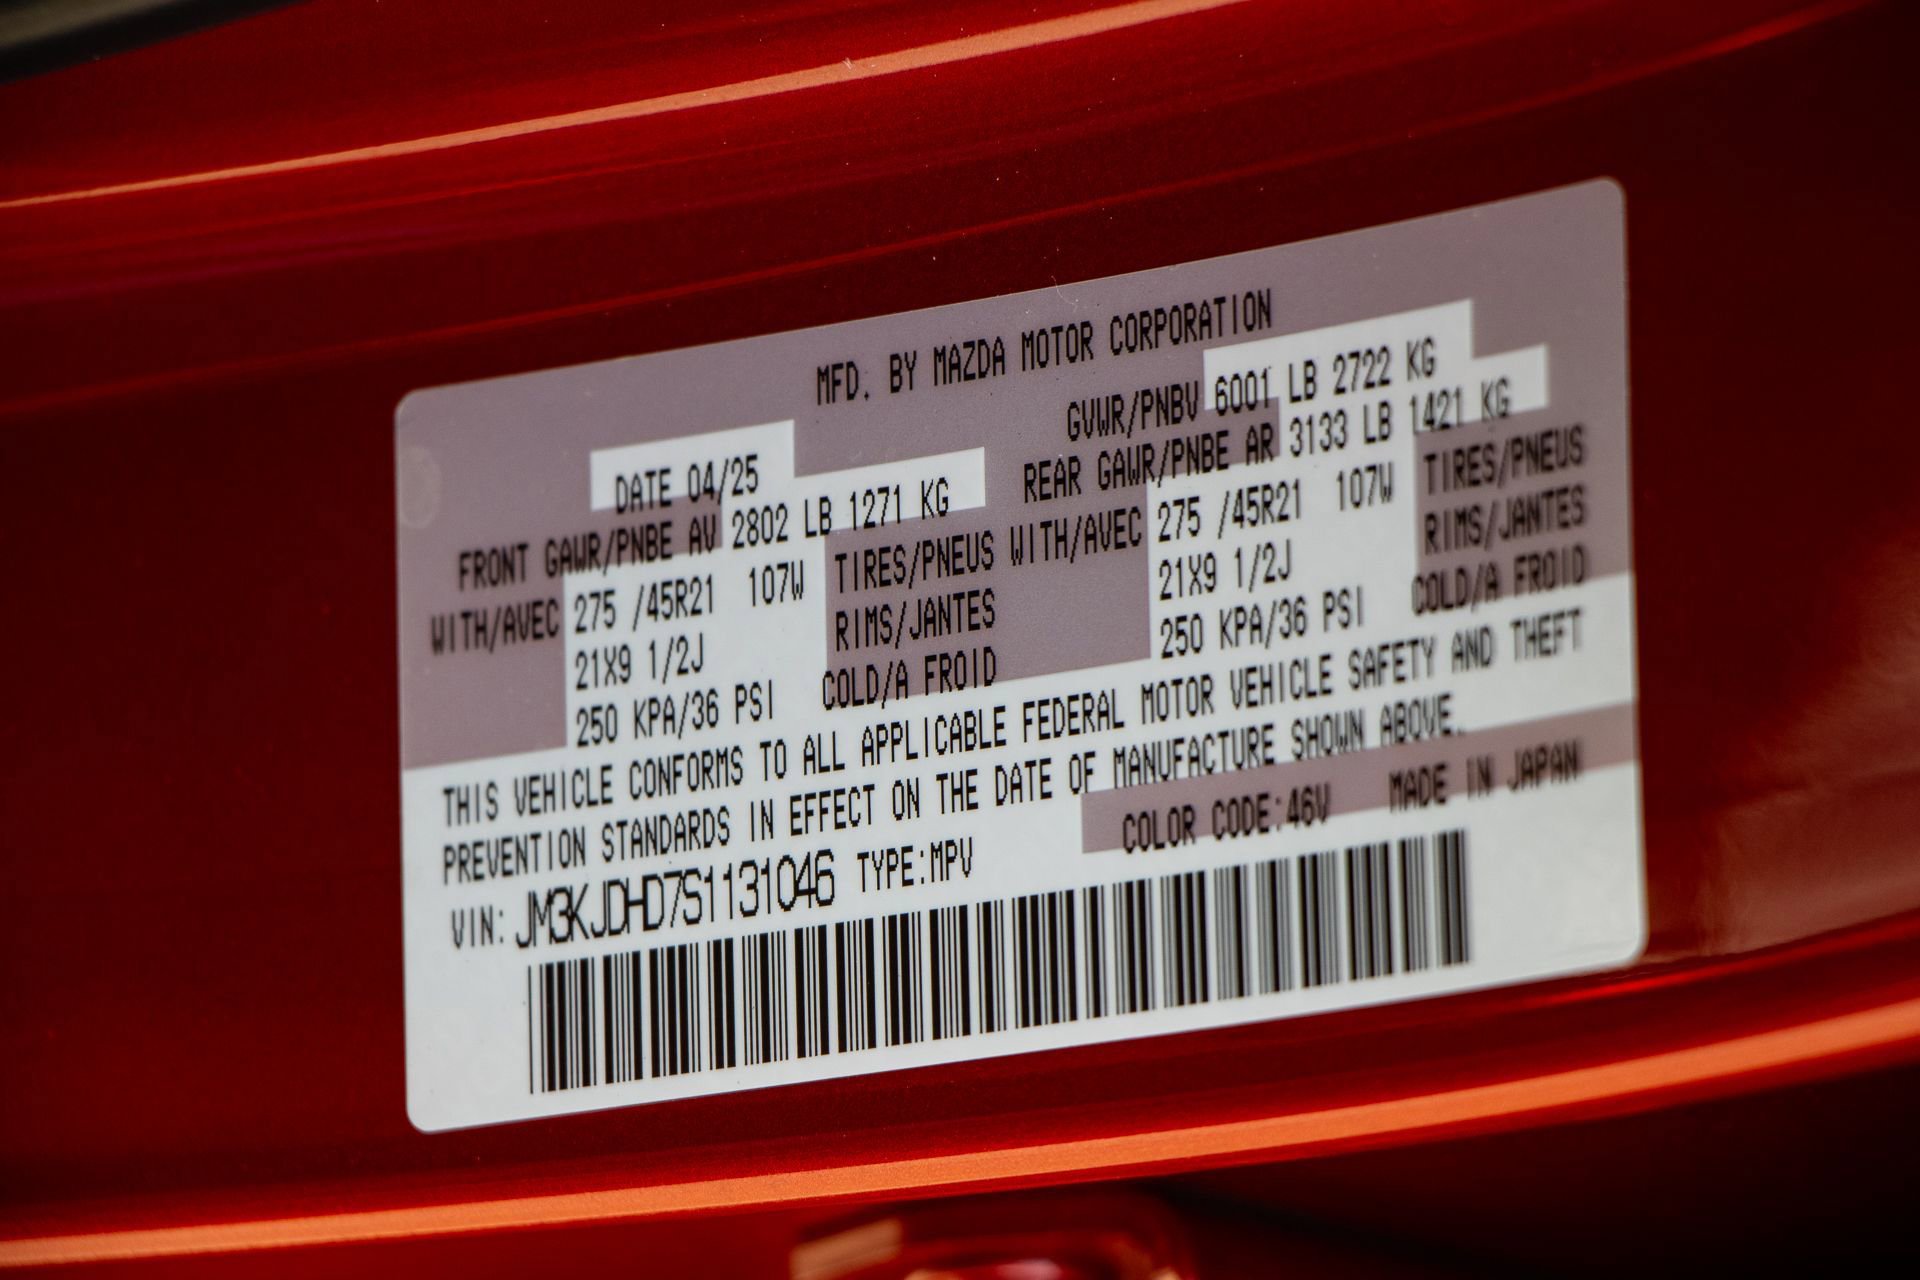 MFD. BY MAZDA MOTOR CORPORATION
DATE 04/25 GVWR/PNBV 6001 LB 2722 KG
FRONT GAWR/PNBE AV 2802 LB 1271 KG REAR GAWR/PNBE AR 3133 LB 1421 KG
WITH/AVEC 275 /45R21 107W TIRES/PNEUS WITH/AVEC 275 /45R21 107W TIRES/PNEUS
21X9 1/2J RIMS/JANTES 21X9 1/2J RIMS/JANTES
250 KPA/36 PSI COLD/A FROID 250 KPA/36 PSI COLD/A FROID
THIS VEHICLE CONFORMS TO ALL APPLICABLE FEDERAL MOTOR VEHICLE SAFETY AND THEFT
PREVENTION STANDARDS IN EFFECT ON THE DATE OF MANUFACTURE SHOWN ABOVE.
VIN: JM3KJDHD7S1131046 TYPE:MPV COLOR CODE:46V MADE IN JAPAN